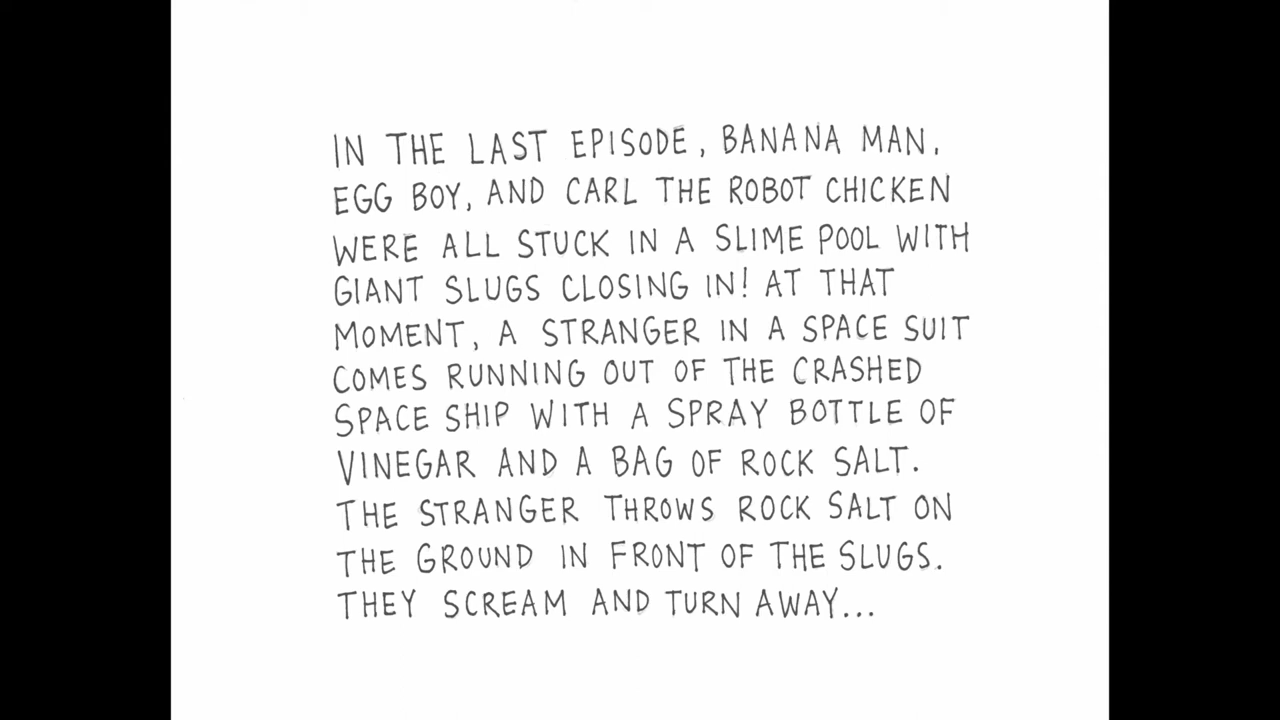 IN THE LAST EPISODE, BANANA MAN,
EGG BOY, AND CARL THE ROBOT CHICKEN
WERE ALL STUCK IN A SLIME POOL WITH
GIANT SLUGS CLOSING IN! AT THAT
MOMENT, A STRANGER IN A SPACE SUIT
COMES RUNNING OUT OF THE CRASHED
SPACE SHIP WITH A SPRAY BOTTLE OF
VINEGAR AND A BAG OF ROCK SALT.
THE STRANGER THROWS ROCK SALT ON
THE GROUND IN FRONT OF THE SLUGS.
THEY SCREAM AND TURN AWAY...